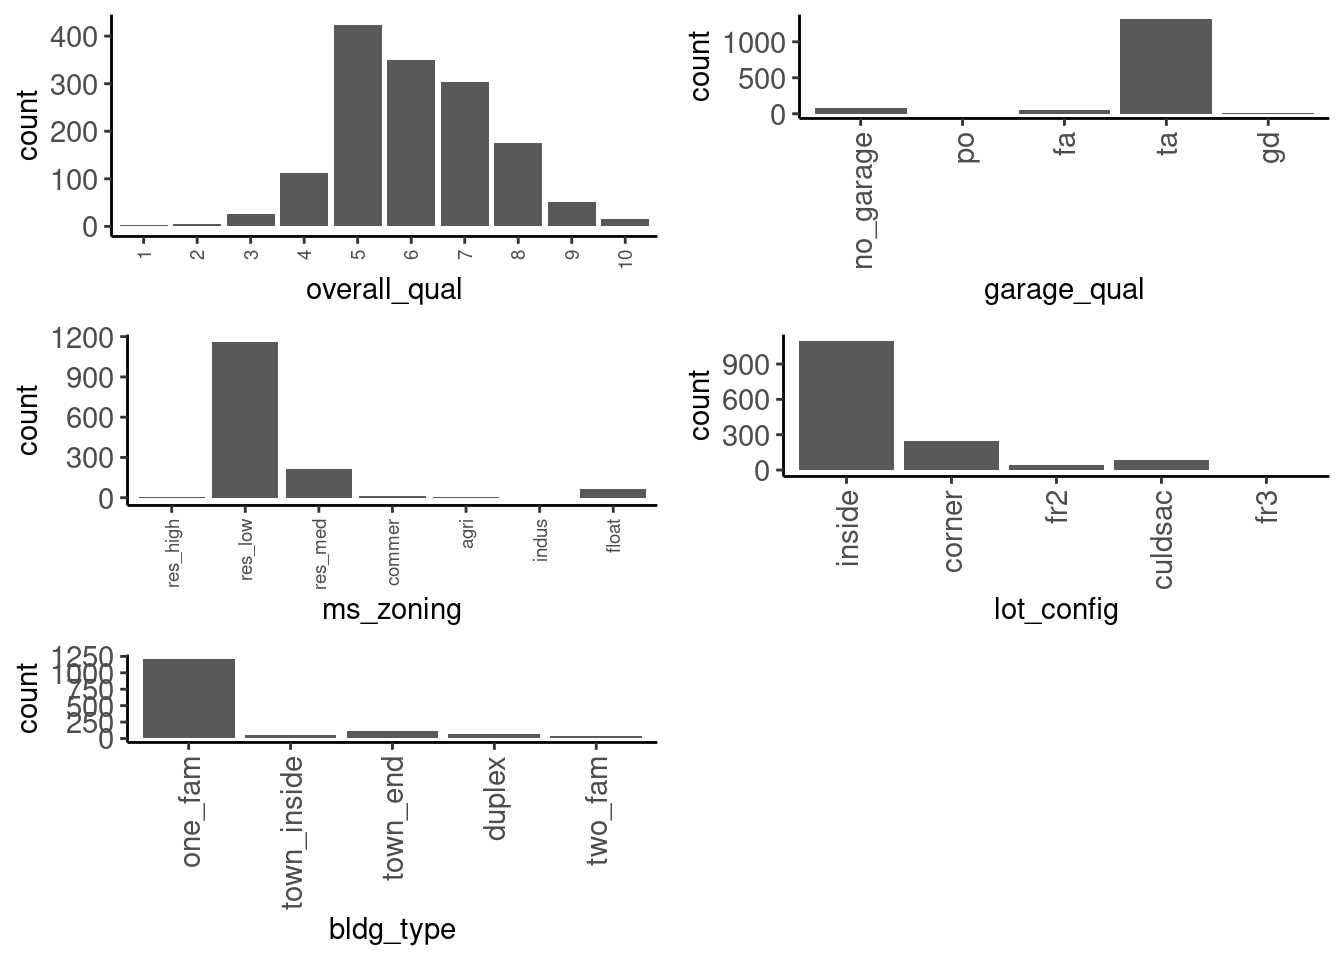 count
400
300
200
100
0
1 2 3 4 5 6 7 8 9 10
overall_qual
count
1000
500
0
no_garage po fa ta gd
garage_qual
count
1200
900
600
300
0
res_high res_low res_med commer agri indus float
ms_zoning
count
900
600
300
0
inside corner fr2 culdsac fr3
lot_config
count
1250
1000
750
500
250
0
one_fam town_inside town_end duplex two_fam
bldg_type